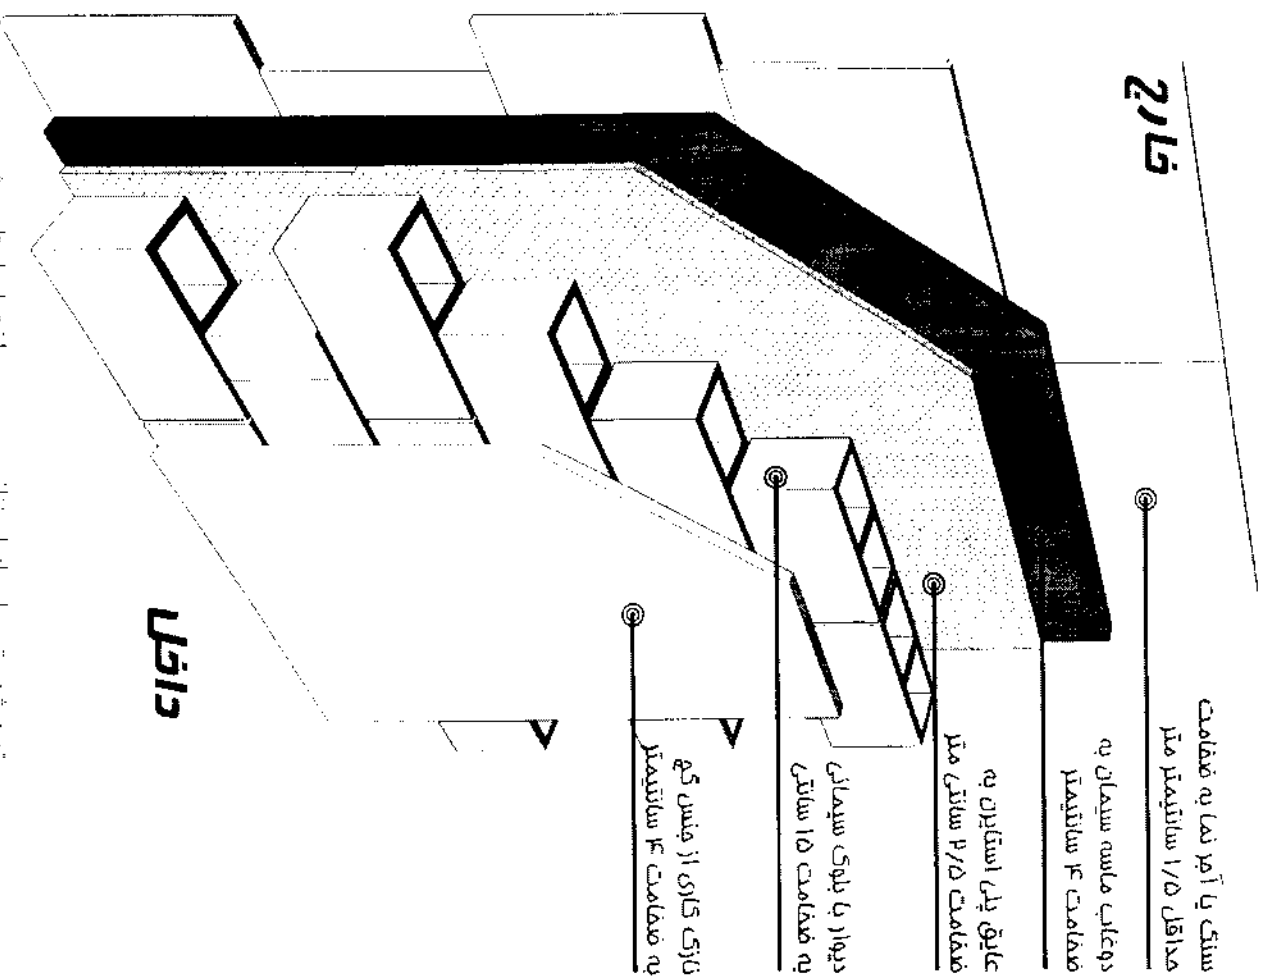 خارج
سنگ یا آجر نما به ضخامت
حداقل ۱/۵ سانتیمتر متر
دوغاب ماسه سیمان به
ضخامت ۴ سانتیمتر
عایق پلی استایرن به
ضخامت ۲/۵ سانتی متر
دیوار با بلوک سیمانی
به ضخامت ۱۵ سانتی
نازک کاری از جنس گچ
به ضخامت ۴ سانتیمتر
داخل